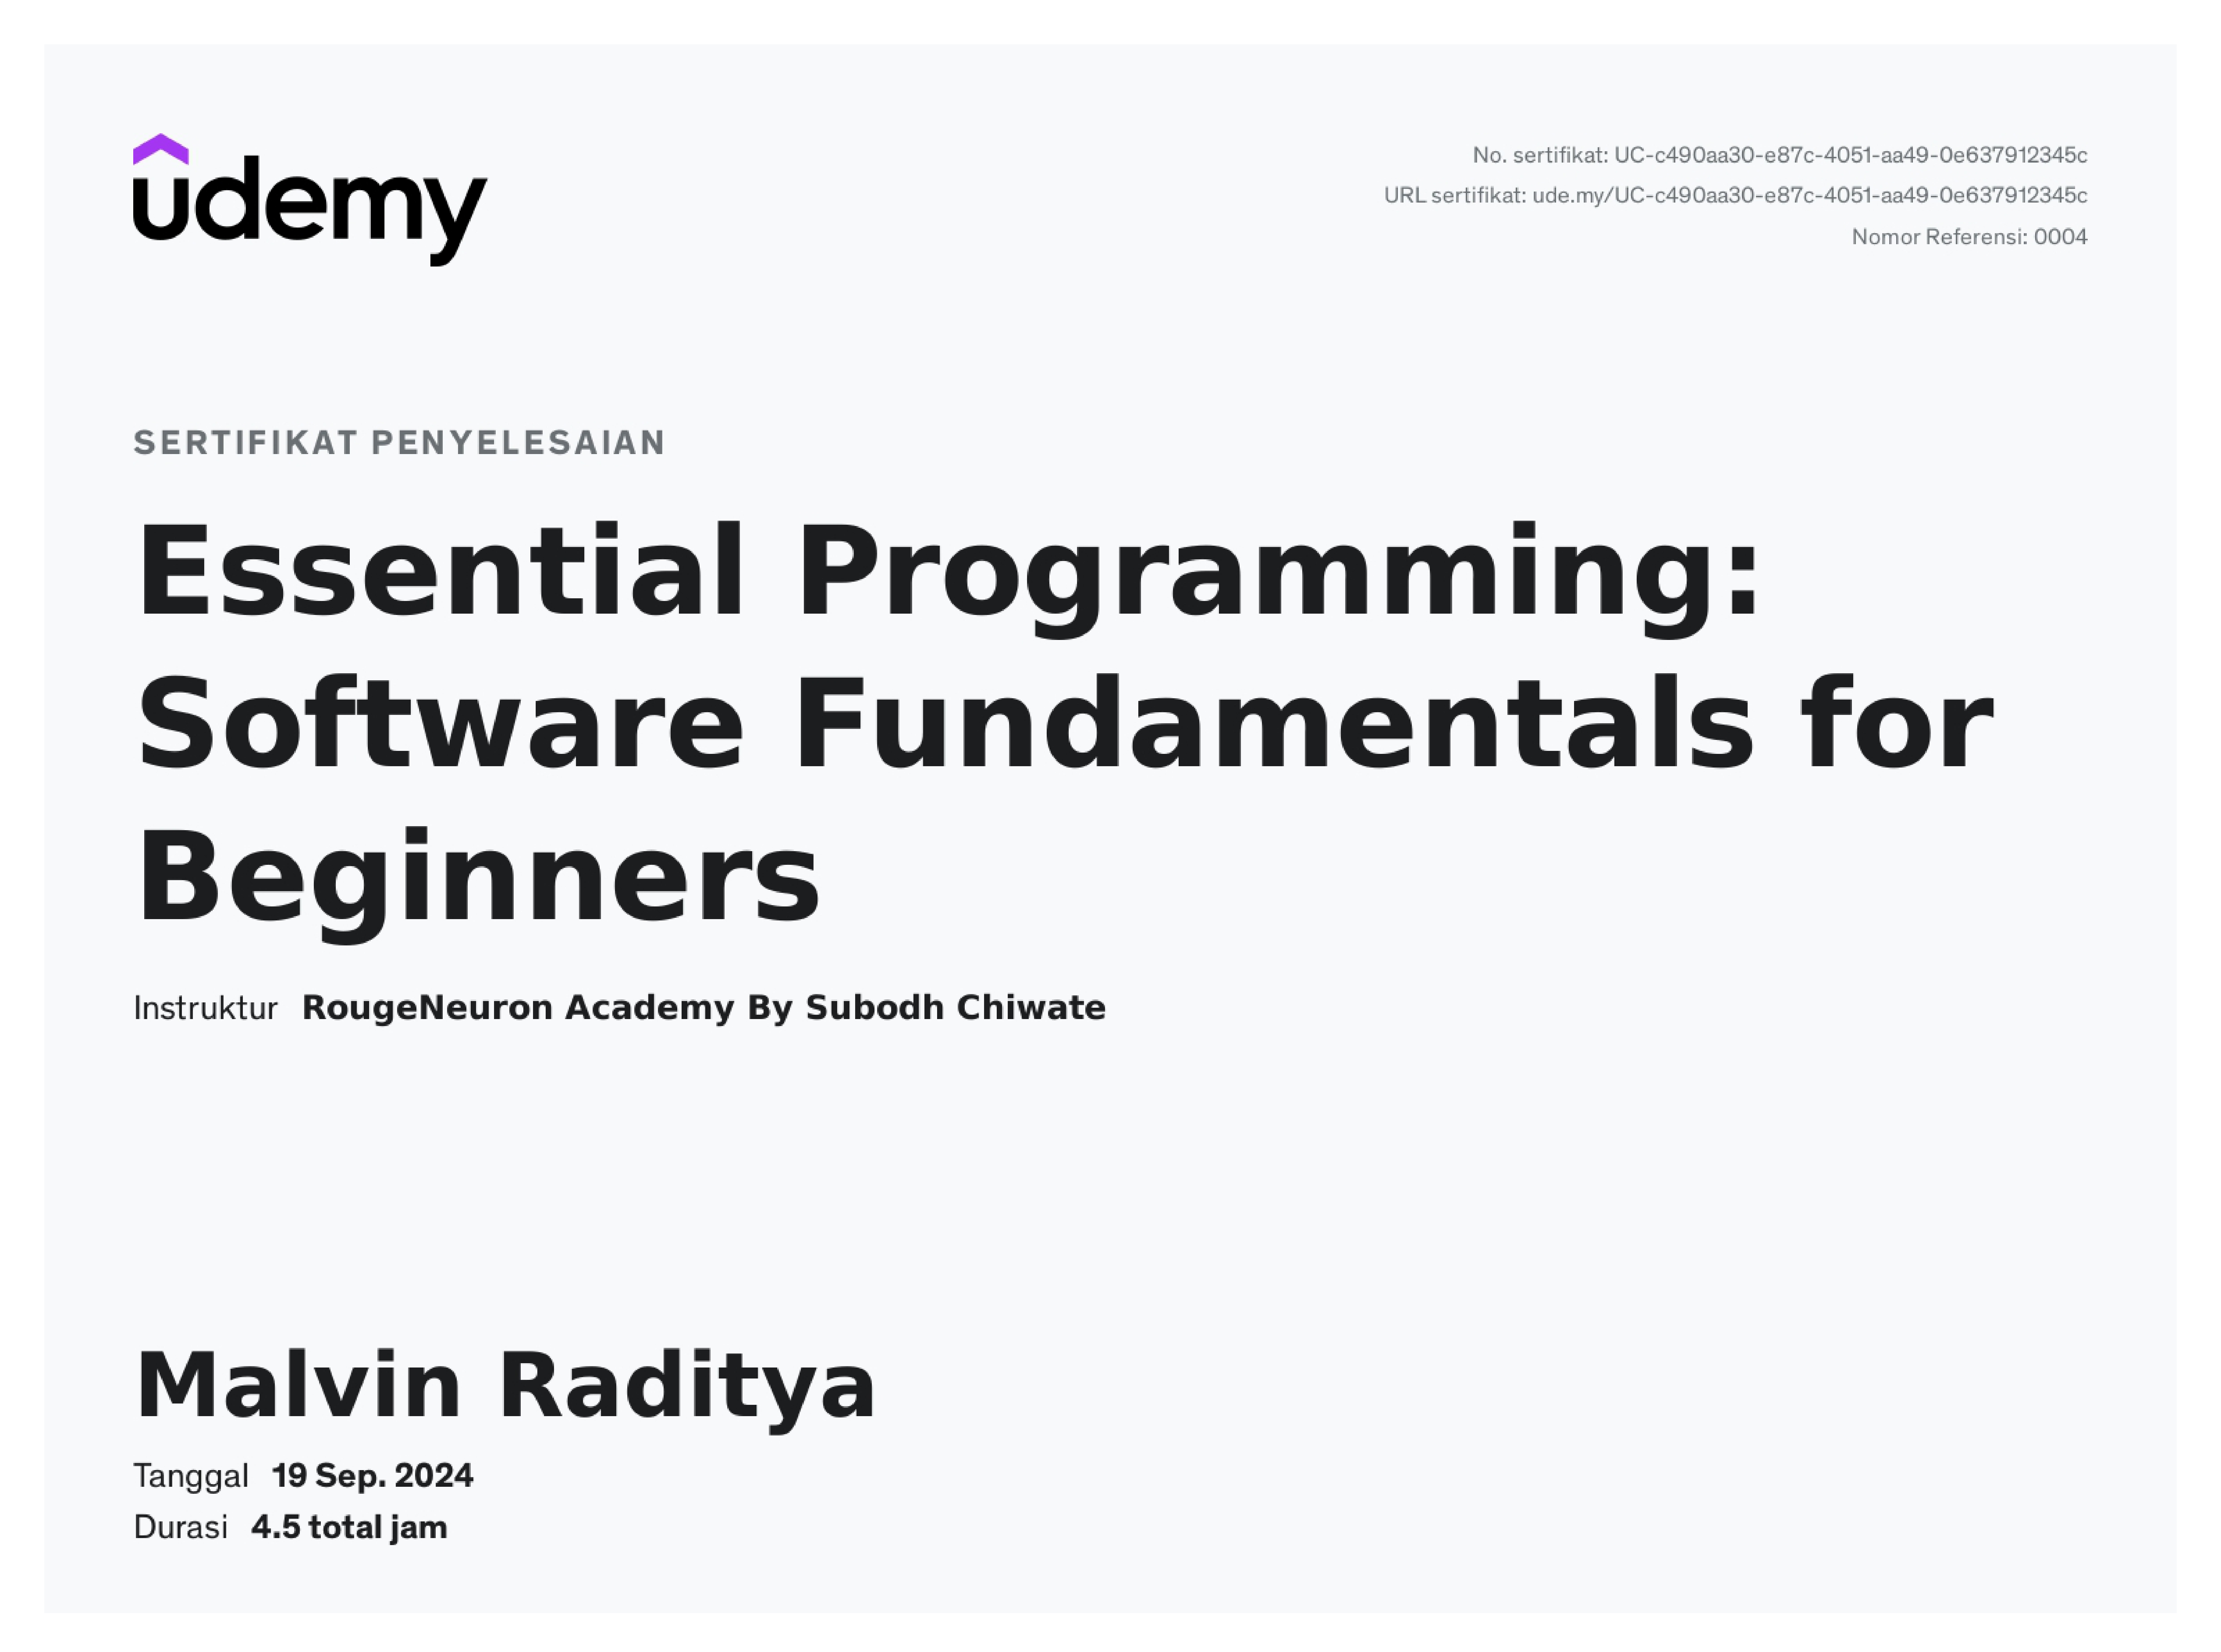 udemy
No. sertifikat: UC-c490aa30-e87c-4051-aa49-0e637912345c
URL sertifikat: ude.my/UC-c490aa30-e87c-4051-aa49-0e637912345c
Nomor Referensi: 0004
SERTIFIKAT PENYELESAIAN
Essential Programming:
Software Fundamentals for
Beginners
Instruktur RougeNeuron Academy By Subodh Chiwate
Malvin Raditya
Tanggal 19 Sep. 2024
Durasi 4.5 total jam